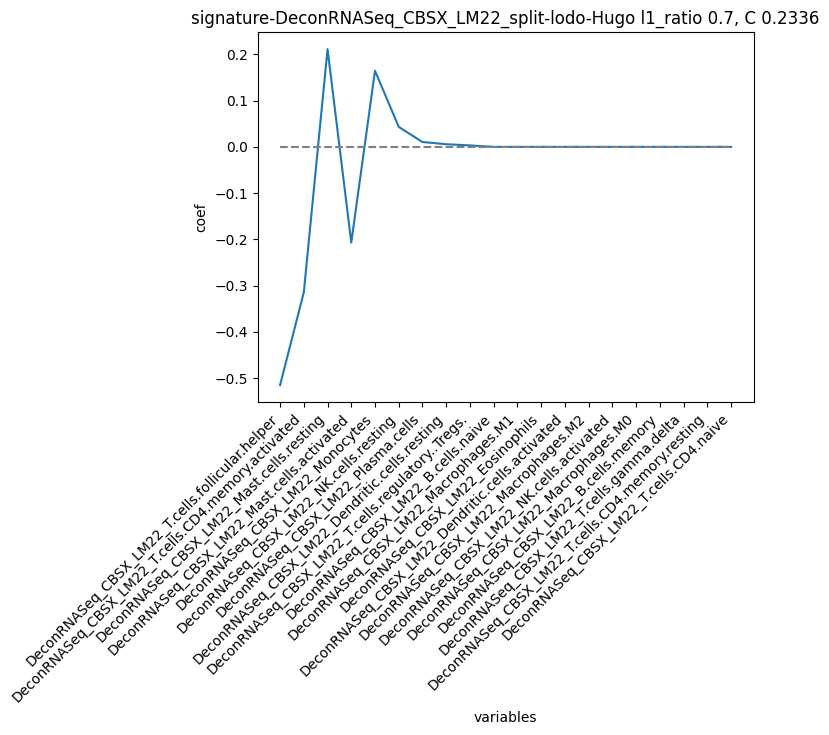 signature-DeconRNASeq_CBSX_LM22_split-lodo-Hugo l1_ratio 0.7, C 0.2336
0.2
0.1
0.0
−0.1
−0.2
−0.3
−0.4
−0.5
coef
DeconRNASeq_CBSX_LM22_T.cells.follicular.helper
DeconRNASeq_CBSX_LM22_T.cells.CD4.memory.activated
DeconRNASeq_CBSX_LM22_Mast.cells.resting
DeconRNASeq_CBSX_LM22_Mast.cells.activated
DeconRNASeq_CBSX_LM22_Monocytes
DeconRNASeq_CBSX_LM22_NK.cells.resting
DeconRNASeq_CBSX_LM22_Plasma.cells
DeconRNASeq_CBSX_LM22_Dendritic.cells.resting
DeconRNASeq_CBSX_LM22_T.cells.regulatory..Tregs.
DeconRNASeq_CBSX_LM22_B.cells.naive
DeconRNASeq_CBSX_LM22_Macrophages.M1
DeconRNASeq_CBSX_LM22_Eosinophils
DeconRNASeq_CBSX_LM22_Dendritic.cells.activated
DeconRNASeq_CBSX_LM22_Macrophages.M2
DeconRNASeq_CBSX_LM22_NK.cells.activated
DeconRNASeq_CBSX_LM22_Macrophages.M0
DeconRNASeq_CBSX_LM22_B.cells.memory
DeconRNASeq_CBSX_LM22_T.cells.gamma.delta
DeconRNASeq_CBSX_LM22_T.cells.CD4.memory.resting
DeconRNASeq_CBSX_LM22_T.cells.CD4.naive
variables